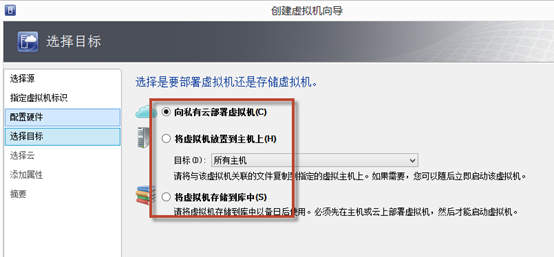 创建虚拟机向导
选择目标
选择源
指定虚拟机标识
配置硬件
选择目标
选择云
添加属性
摘要
选择是要部署虚拟机还是存储虚拟机。
向私有云部署虚拟机(C)
将虚拟机放置到主机上(H)
目标(D): 所有主机
请将与该虚拟机关联的文件复制到指定的虚拟主机上。如果需要，您可以随后立即启动该虚拟机。
将虚拟机存储到库中(S)
请将虚拟机存储到库中以备日后使用。必须先在主机或云上部署虚拟机，然后才能启动虚拟机。